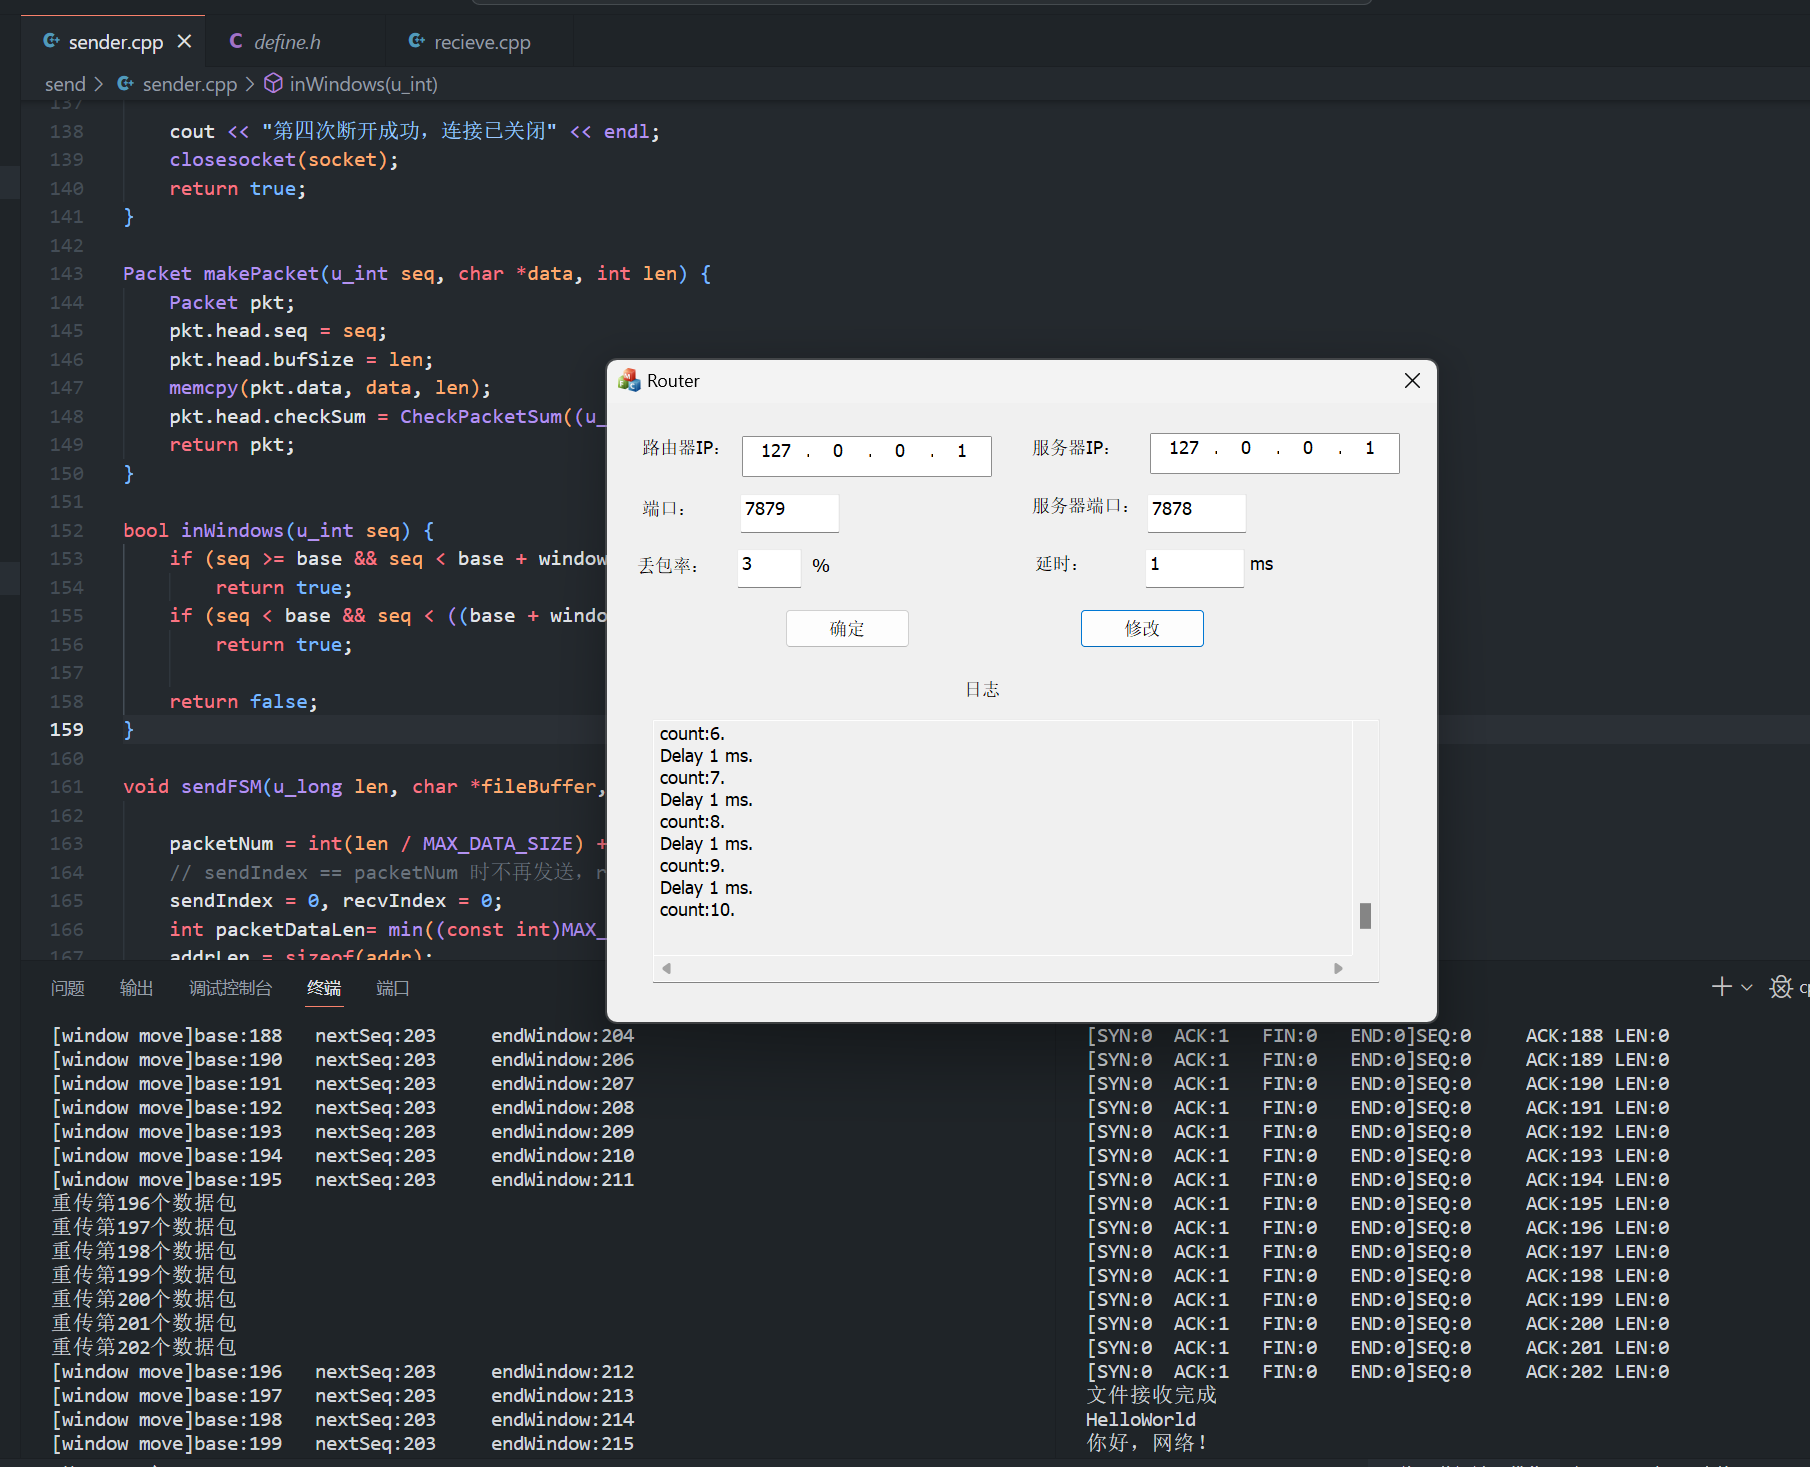 sender.cpp
define.h
recieve.cpp
send > sender.cpp > inWindows(u_int)
137
138 cout << "第四次断开成功，连接已关闭" << endl;
139 closesocket(socket);
140 return true;
141 }
142
143 Packet makePacket(u_int seq, char *data, int len) {
144 Packet pkt;
145 pkt.head.seq = seq;
146 pkt.head.bufSize = len;
147 memcpy(pkt.data, data, len);
148 pkt.head.checkSum = CheckPacketSum((u_
149 return pkt;
150 }
151
152 bool inWindows(u_int seq) {
153 if (seq >= base && seq < base + window
154 return true;
155 if (seq < base && seq < ((base + windo
156 return true;
157
158 return false;
159 }
160
161 void sendFSM(u_long len, char *fileBuffer,
162
163 packetNum = int(len / MAX_DATA_SIZE) +
164 // sendIndex == packetNum 时不再发送，
165 sendIndex = 0, recvIndex = 0;
166 int packetDataLen= min((const int)MAX_
167 addrLen = sizeof(addr);
Router
路由器IP： 127 . 0 . 0 . 1
服务器IP： 127 . 0 . 0 . 1
端口： 7879
服务器端口： 7878
丢包率： 3 %
延时： 1 ms
确定
修改
日志
count:6.
Delay 1 ms.
count:7.
Delay 1 ms.
count:8.
Delay 1 ms.
count:9.
Delay 1 ms.
count:10.
问题 输出 调试控制台 终端 端口
[window move]base:188 nextSeq:203 endWindow:204
[window move]base:190 nextSeq:203 endWindow:206
[window move]base:191 nextSeq:203 endWindow:207
[window move]base:192 nextSeq:203 endWindow:208
[window move]base:193 nextSeq:203 endWindow:209
[window move]base:194 nextSeq:203 endWindow:210
[window move]base:195 nextSeq:203 endWindow:211
重传第196个数据包
重传第197个数据包
重传第198个数据包
重传第199个数据包
重传第200个数据包
重传第201个数据包
重传第202个数据包
[window move]base:196 nextSeq:203 endWindow:212
[window move]base:197 nextSeq:203 endWindow:213
[window move]base:198 nextSeq:203 endWindow:214
[window move]base:199 nextSeq:203 endWindow:215
[SYN:0 ACK:1 FIN:0 END:0]SEQ:0 ACK:188 LEN:0
[SYN:0 ACK:1 FIN:0 END:0]SEQ:0 ACK:189 LEN:0
[SYN:0 ACK:1 FIN:0 END:0]SEQ:0 ACK:190 LEN:0
[SYN:0 ACK:1 FIN:0 END:0]SEQ:0 ACK:191 LEN:0
[SYN:0 ACK:1 FIN:0 END:0]SEQ:0 ACK:192 LEN:0
[SYN:0 ACK:1 FIN:0 END:0]SEQ:0 ACK:193 LEN:0
[SYN:0 ACK:1 FIN:0 END:0]SEQ:0 ACK:194 LEN:0
[SYN:0 ACK:1 FIN:0 END:0]SEQ:0 ACK:195 LEN:0
[SYN:0 ACK:1 FIN:0 END:0]SEQ:0 ACK:196 LEN:0
[SYN:0 ACK:1 FIN:0 END:0]SEQ:0 ACK:197 LEN:0
[SYN:0 ACK:1 FIN:0 END:0]SEQ:0 ACK:198 LEN:0
[SYN:0 ACK:1 FIN:0 END:0]SEQ:0 ACK:199 LEN:0
[SYN:0 ACK:1 FIN:0 END:0]SEQ:0 ACK:200 LEN:0
[SYN:0 ACK:1 FIN:0 END:0]SEQ:0 ACK:201 LEN:0
[SYN:0 ACK:1 FIN:0 END:0]SEQ:0 ACK:202 LEN:0
文件接收完成
HelloWorld
你好，网络！